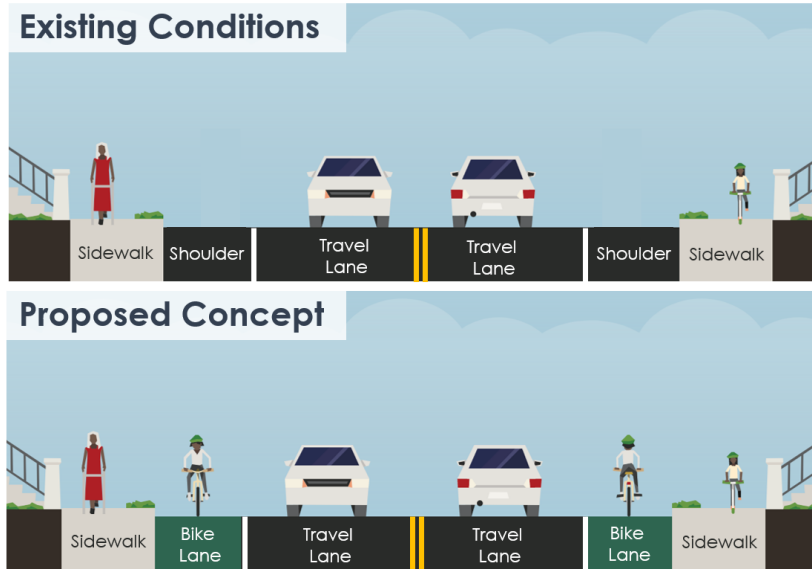 Existing Conditions
Sidewalk
Shoulder
Travel
Lane
Travel
Lane
Shoulder
Sidewalk
Proposed Concept
Sidewalk
Bike
Lane
Travel
Lane
Travel
Lane
Bike
Lane
Sidewalk